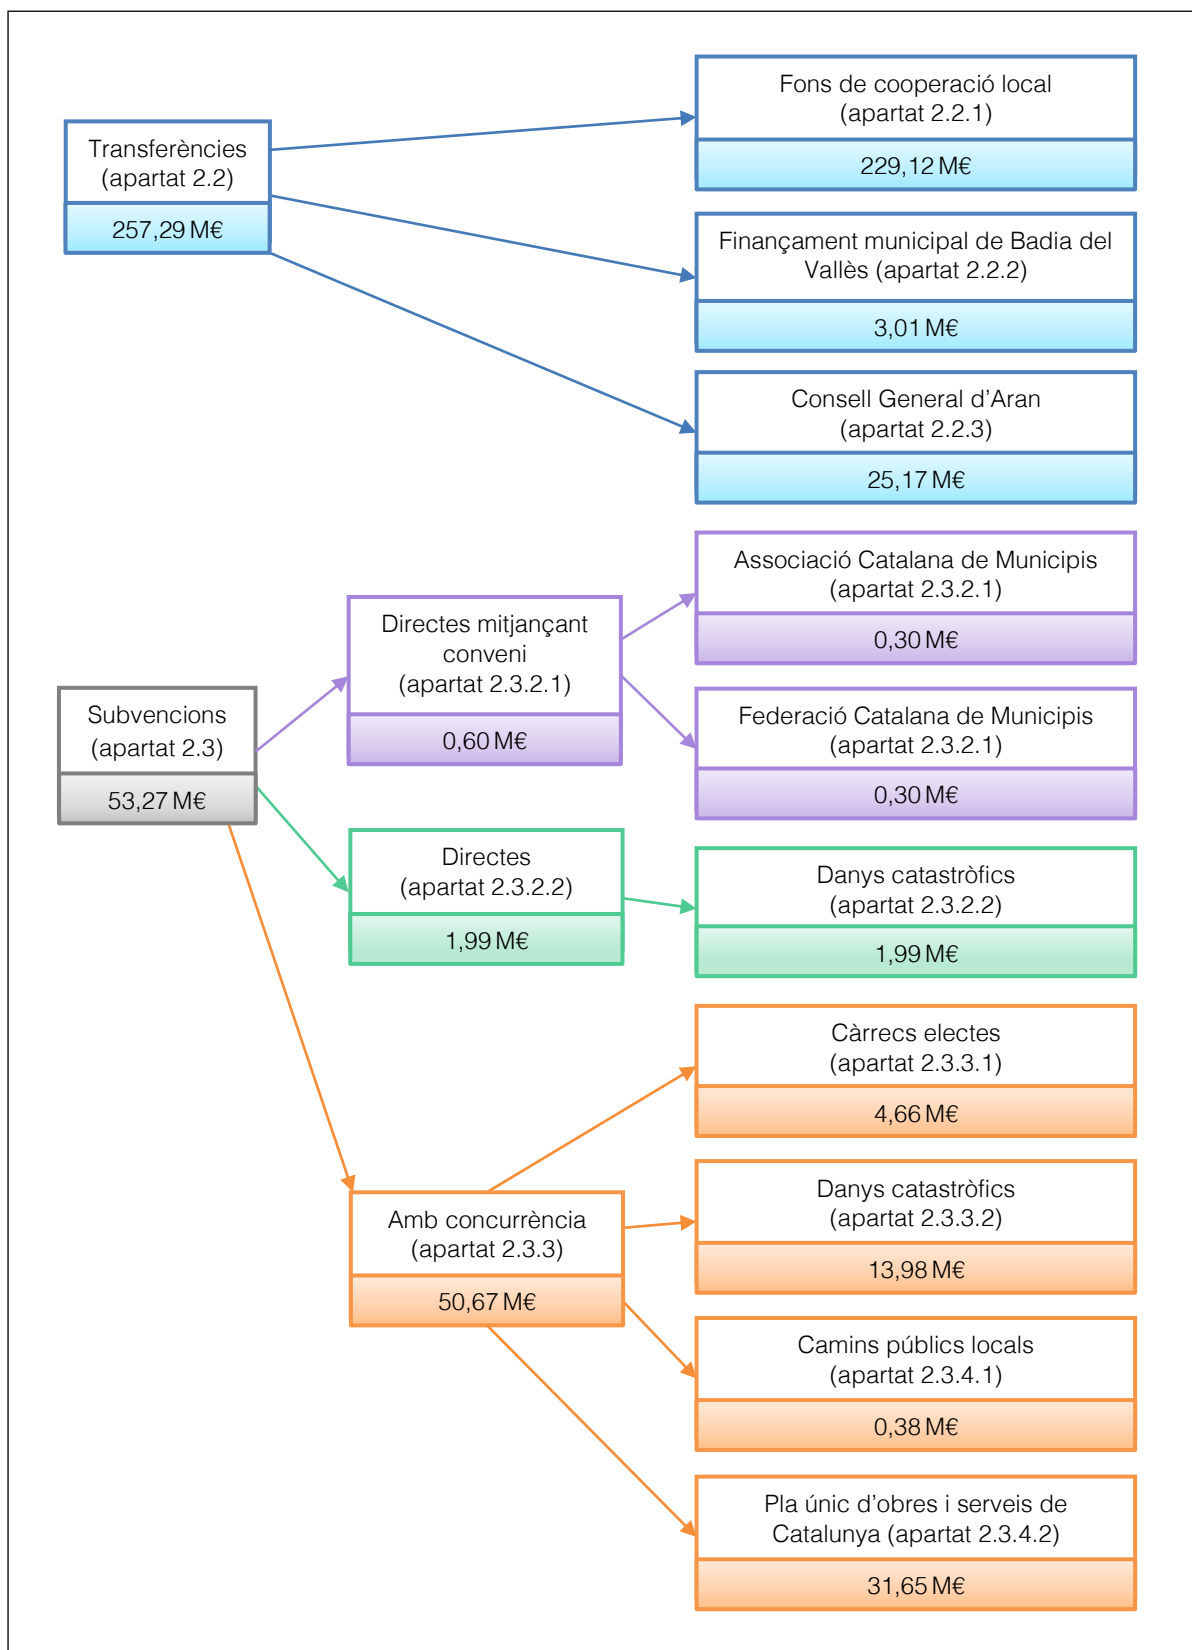 Transferències
(apartat 2.2)
257,29 M€
Fons de cooperació local
(apartat 2.2.1)
229,12 M€
Finançament municipal de Badia del
Vallès (apartat 2.2.2)
3,01 M€
Consell General d’Aran
(apartat 2.2.3)
25,17 M€
Subvencions
(apartat 2.3)
53,27 M€
Directes mitjançant
conveni
(apartat 2.3.2.1)
0,60 M€
Associació Catalana de Municipis
(apartat 2.3.2.1)
0,30 M€
Federació Catalana de Municipis
(apartat 2.3.2.1)
0,30 M€
Directes
(apartat 2.3.2.2)
1,99 M€
Danys catastròfics
(apartat 2.3.2.2)
1,99 M€
Amb concurrència
(apartat 2.3.3)
50,67 M€
Càrrecs electes
(apartat 2.3.3.1)
4,66 M€
Danys catastròfics
(apartat 2.3.3.2)
13,98 M€
Camins públics locals
(apartat 2.3.4.1)
0,38 M€
Pla únic d’obres i serveis de
Catalunya (apartat 2.3.4.2)
31,65 M€